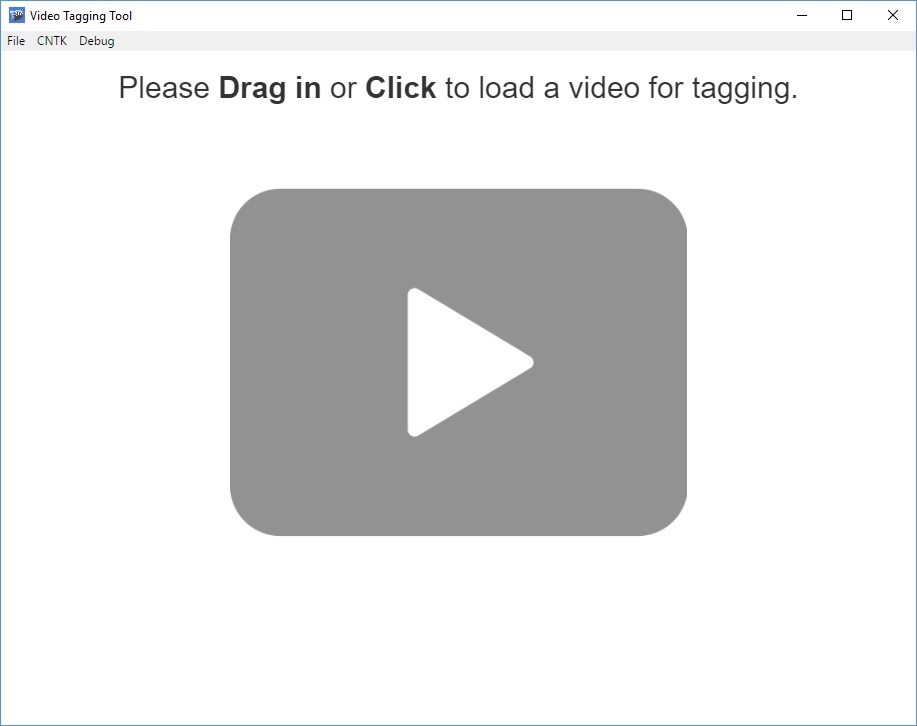 Video Tagging Tool
File CNTK Debug
Please Drag in or Click to load a video for tagging.